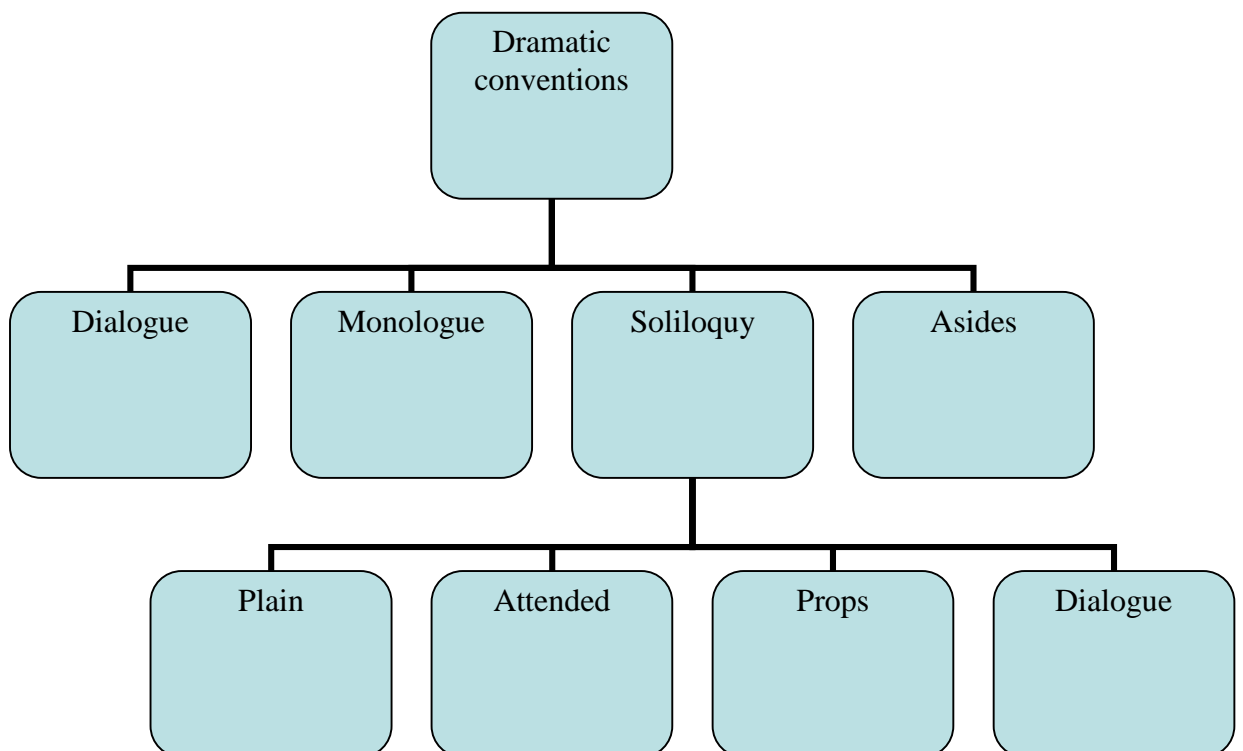 Dramatic
conventions
Dialogue
Monologue
Soliloquy
Asides
Plain
Attended
Props
Dialogue